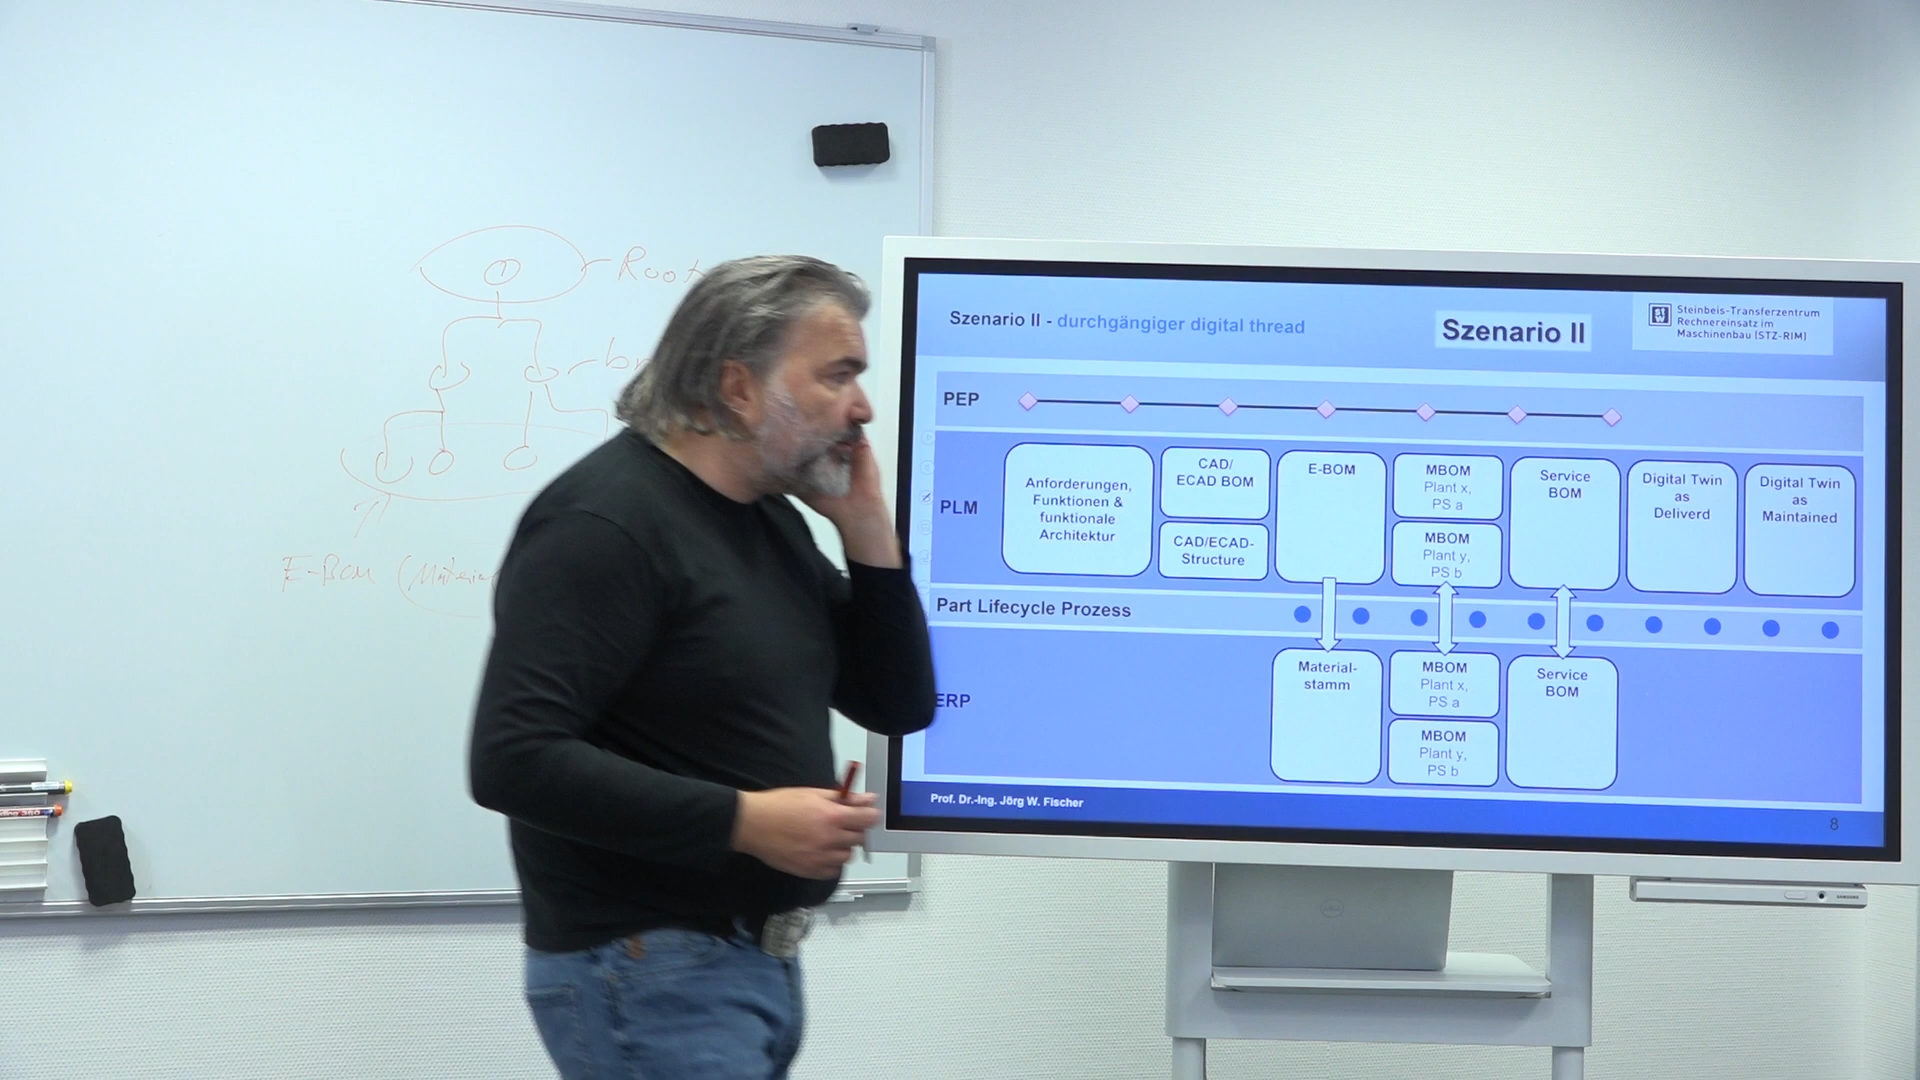 Root
E-BOM (Material
Szenario II - durchgängiger digital thread
Szenario II
Steinbeis-Transferzentrum
Rechnereinsatz im
Maschinenbau (STZ-RIM)
PEP
PLM
Anforderungen,
Funktionen &
funktionale
Architektur
CAD/
ECAD BOM
CAD/ECAD-
Structure
E-BOM
MBOM
Plant x,
PS a
MBOM
Plant y,
PS b
Service
BOM
Digital Twin
as
Deliverd
Digital Twin
as
Maintained
Part Lifecycle Prozess
ERP
Material-
stamm
MBOM
Plant x,
PS a
MBOM
Plant y,
PS b
Service
BOM
Prof. Dr.-Ing. Jörg W. Fischer
8
SAMSUNG